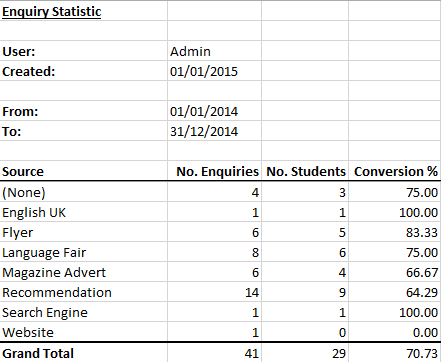 Enquiry Statistic
User: Admin
Created: 01/01/2015
From: 01/01/2014
To: 31/12/2014
Source No. Enquiries No. Students Conversion %
(None) 4 3 75.00
English UK 1 1 100.00
Flyer 6 5 83.33
Language Fair 8 6 75.00
Magazine Advert 6 4 66.67
Recommendation 14 9 64.29
Search Engine 1 1 100.00
Website 1 0 0.00
Grand Total 41 29 70.73